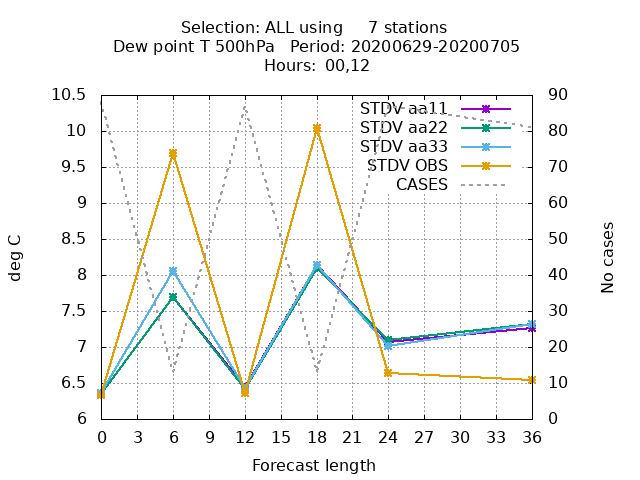 Selection: ALL using     7 stations
Dew point T 500hPa   Period: 20200629-20200705
Hours: 00,12
deg C
No cases
10.5
10
9.5
9
8.5
8
7.5
7
6.5
6
90
80
70
60
50
40
30
20
10
0
STDV aa11
STDV aa22
STDV aa33
STDV OBS
CASES
0 3 6 9 12 15 18 21 24 27 30 33 36
Forecast length